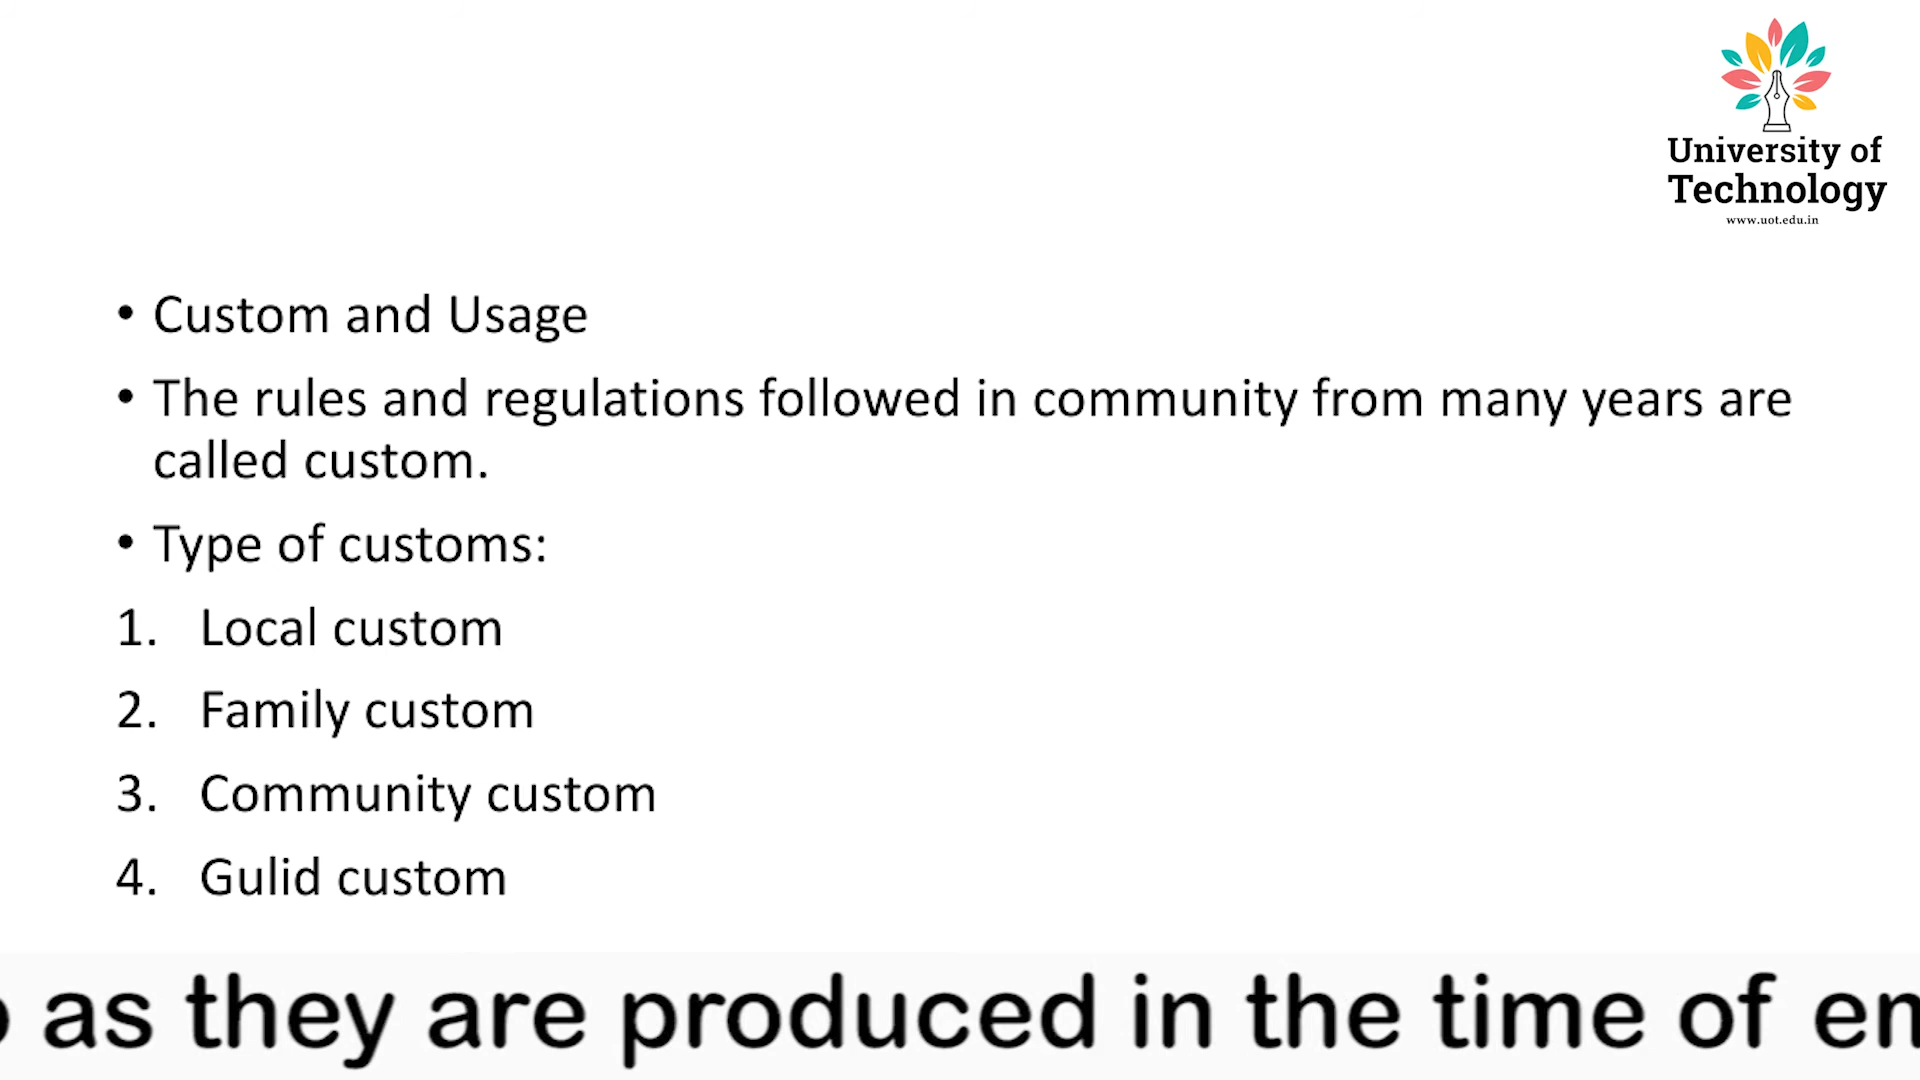 University of
Technology
www.uot.edu.in
• Custom and Usage
• The rules and regulations followed in community from many years are
called custom.
• Type of customs:
1. Local custom
2. Family custom
3. Community custom
4. Gulid custom
as they are produced in the time of